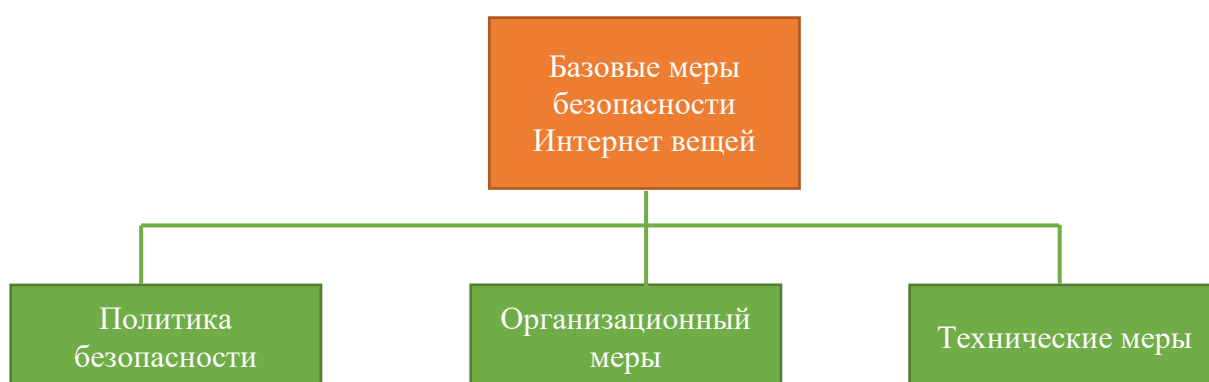 Базовые меры
безопасности
Интернет вещей
Политика
безопасности
Организационный
меры
Технические меры